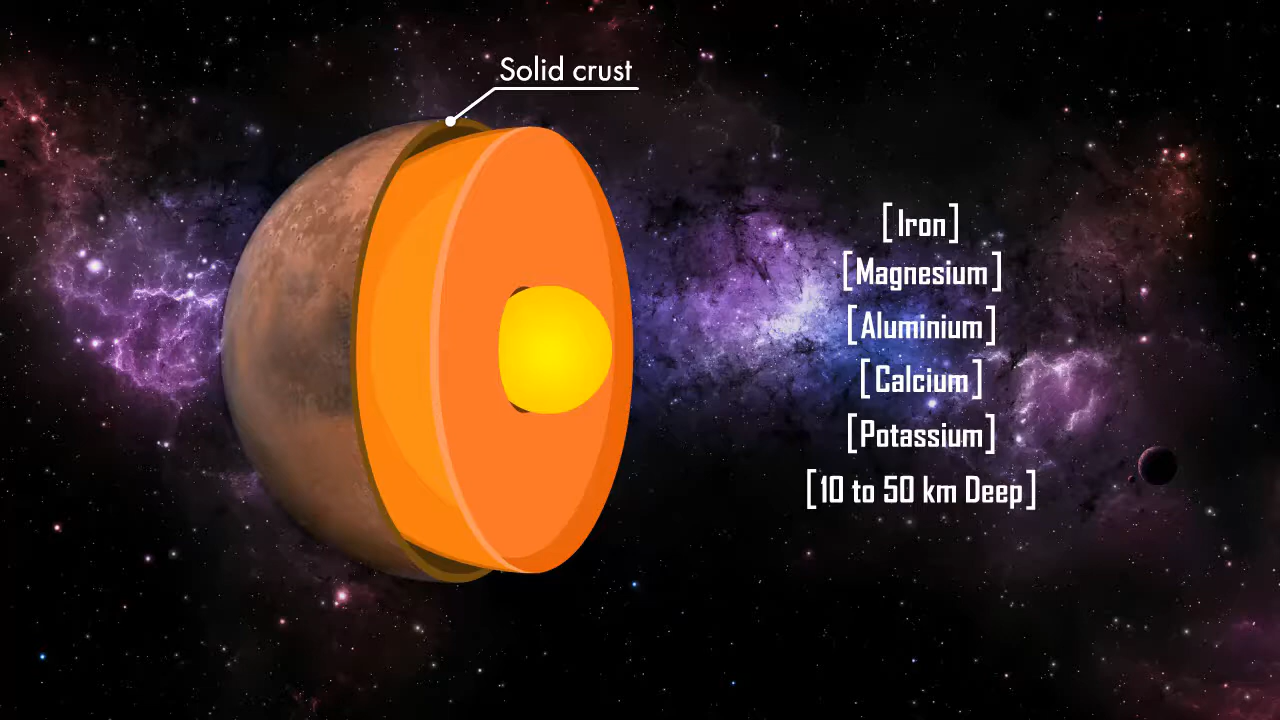 Solid crust
[Iron]
[Magnesium]
[Aluminium]
[Calcium]
[Potassium]
[10 to 50 km Deep]